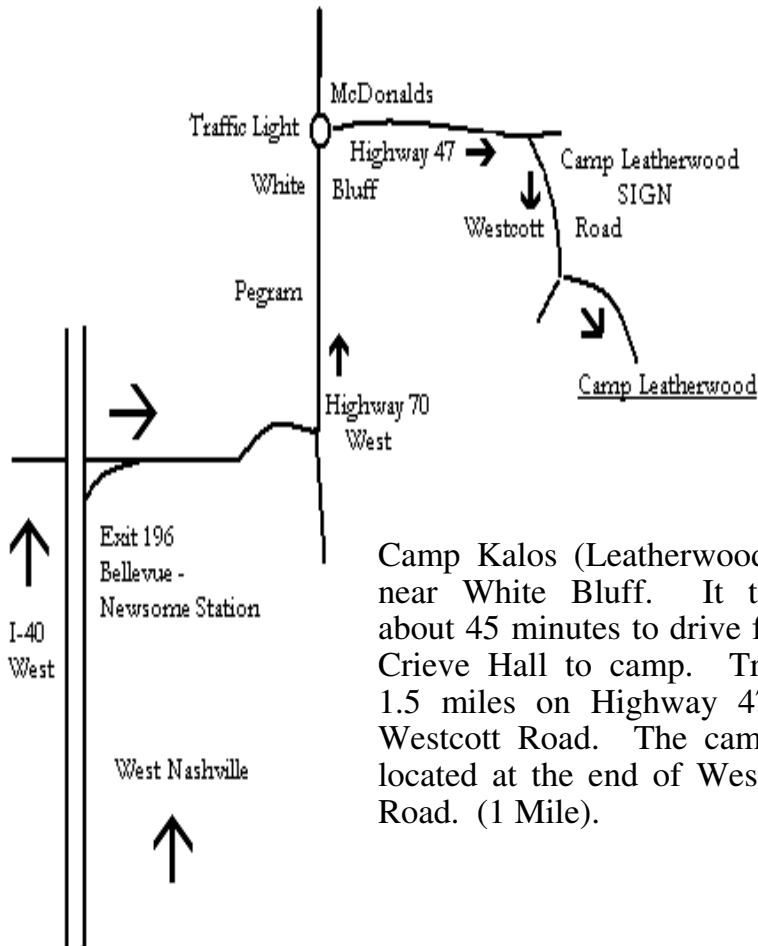 McDonalds
Traffic Light
Highway 47
Camp Leatherwood
SIGN
White Bluff
Westcott Road
Pegram
Camp Leatherwood
Highway 70
West
Exit 196
Bellevue -
Newsome Station
I-40
West
West Nashville
Camp Kalos (Leatherwood
near White Bluff. It
about 45 minutes to drive
Crieve Hall to camp.
1.5 miles on Highway
Westcott Road. The
located at the end of
Road. (1 Mile).